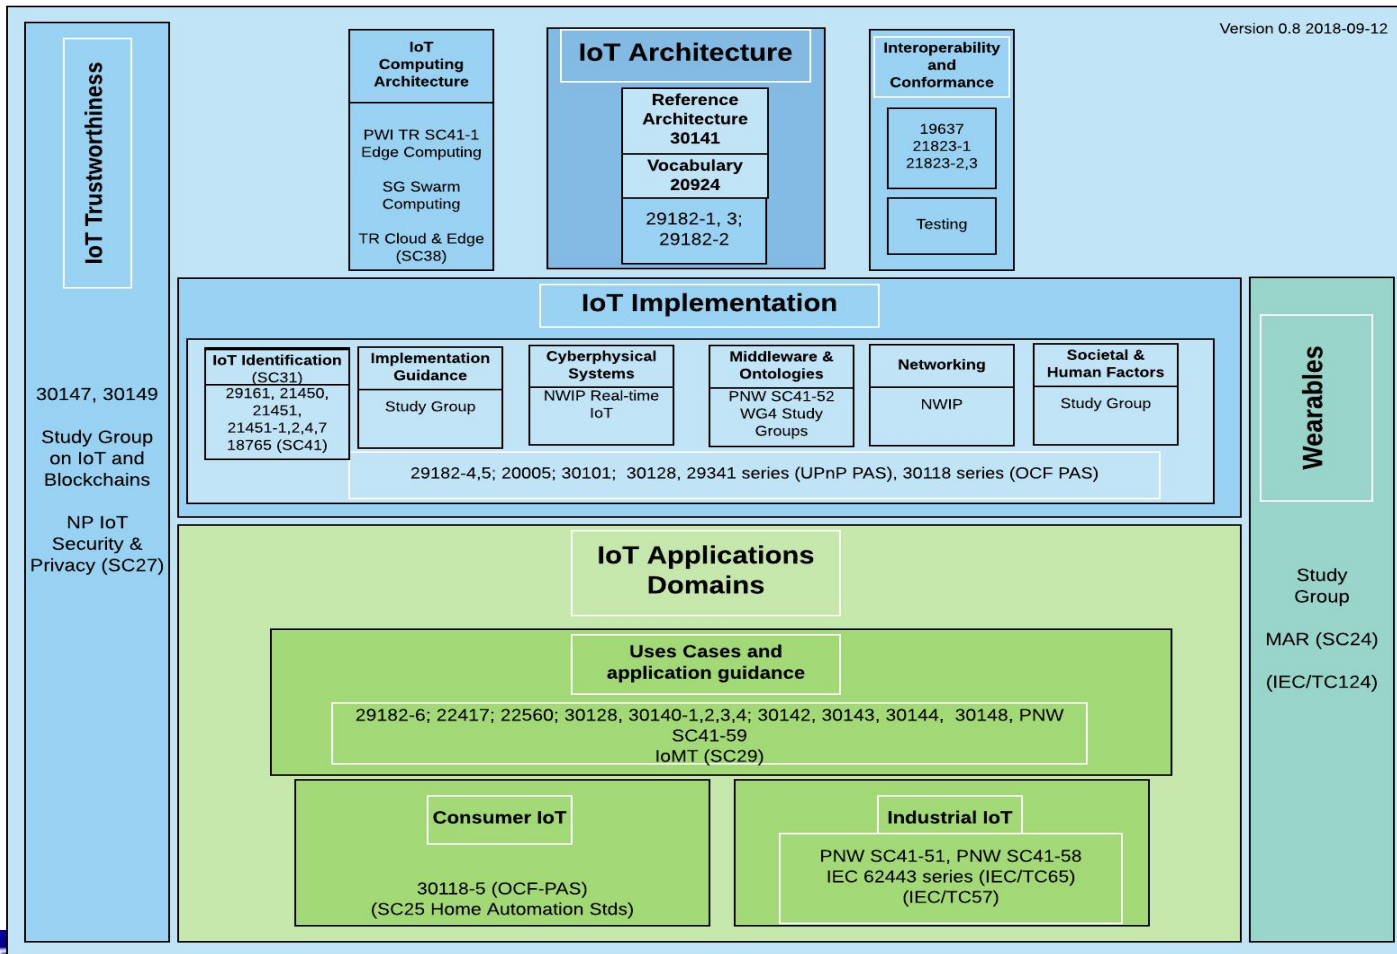 Version 0.8 2018-09-12
IoT Trustworthiness
30147, 30149
Study Group
on IoT and
Blockchains
NP IoT
Security &
Privacy (SC27)
IoT
Computing
Architecture
PWI TR SC41-1
Edge Computing
SG Swarm
Computing
TR Cloud & Edge
(SC38)
IoT Architecture
Reference
Architecture
30141
Vocabulary
20924
29182-1, 3;
29182-2
Interoperability
and
Conformance
19637
21823-1
21823-2,3
Testing
IoT Implementation
IoT Identification
(SC31)
29161, 21450,
21451,
21451-1,2,4,7
18765 (SC41)
Implementation
Guidance
Study Group
Cyberphysical
Systems
NWIP Real-time
IoT
Middleware &
Ontologies
PNW SC41-52
WG4 Study
Groups
Networking
NWIP
Societal &
Human Factors
Study Group
29182-4,5; 20005; 30101;  30128, 29341 series (UPnP PAS), 30118 series (OCF PAS)
IoT Applications
Domains
Uses Cases and
application guidance
29182-6; 22417; 22560; 30128, 30140-1,2,3,4; 30142, 30143, 30144,  30148, PNW
SC41-59
IoMT (SC29)
Consumer IoT
30118-5 (OCF-PAS)
(SC25 Home Automation Stds)
Industrial IoT
PNW SC41-51, PNW SC41-58
IEC 62443 series (IEC/TC65)
(IEC/TC57)
Wearables
Study
Group
MAR (SC24)
(IEC/TC124)